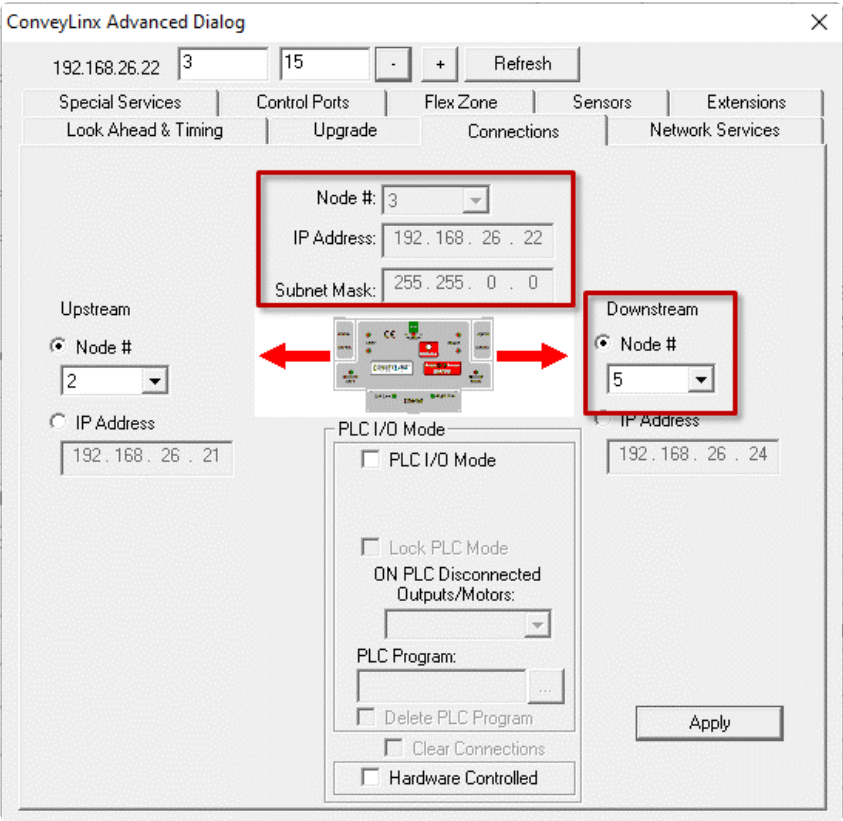 ConveyLinx Advanced Dialog
192.168.26.22 3 15 - + Refresh
Special Services Control Ports Flex Zone Sensors Extensions
Look Ahead & Timing Upgrade Connections Network Services
Node #: 3
IP Address: 192 . 168 . 26 . 22
Subnet Mask: 255 . 255 . 0 . 0
Upstream
Node #
2
IP Address
192 . 168 . 26 . 21
CE
Downstream
Node #
5
IP Address
192 . 168 . 26 . 24
PLC I/O Mode
PLC I/O Mode
Lock PLC Mode
ON PLC Disconnected
Outputs/Motors:
PLC Program:
...
Delete PLC Program
Clear Connections
Hardware Controlled
Apply